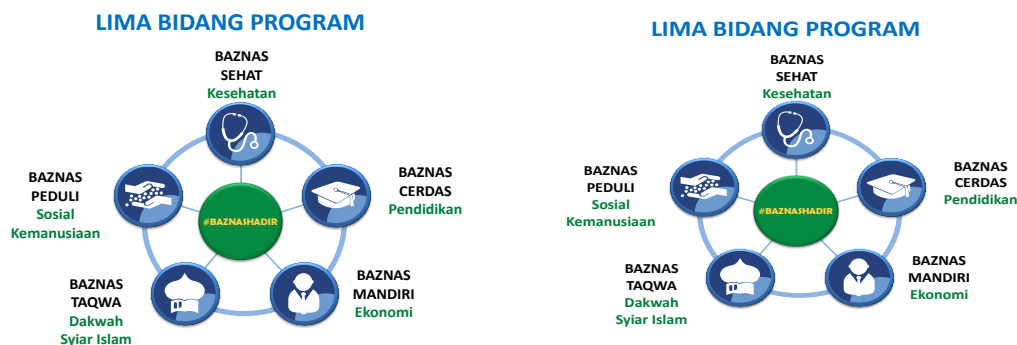 LIMA BIDANG PROGRAM
BAZNAS
SEHAT
Kesehatan
BAZNAS
PEDULI
Sosial
Kemanusiaan
BAZNAS
CERDAS
Pendidikan
#BAZNASHADIR
BAZNAS
TAQWA
Dakwah
Syiar Islam
BAZNAS
MANDIRI
Ekonomi
LIMA BIDANG PROGRAM
BAZNAS
SEHAT
Kesehatan
BAZNAS
PEDULI
Sosial
Kemanusiaan
BAZNAS
CERDAS
Pendidikan
#BAZNASHADIR
BAZNAS
TAQWA
Dakwah
Syiar Islam
BAZNAS
MANDIRI
Ekonomi